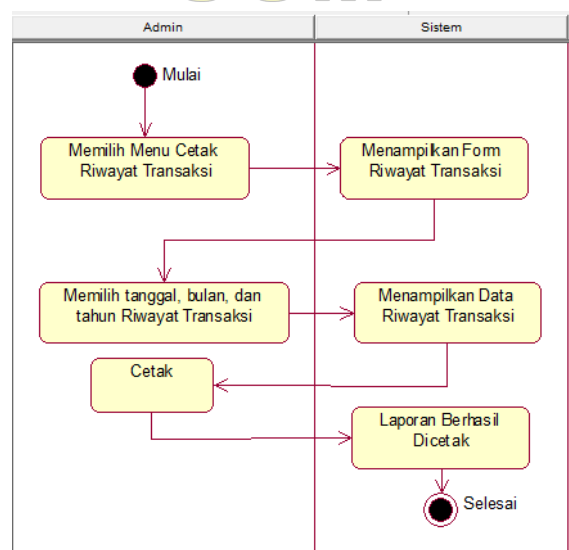 Admin
Sistem
Mulai
Memilih Menu Cetak
Riwayat Transaksi
Menampilkan Form
Riwayat Transaksi
Memilih tanggal, bulan, dan
tahun Riwayat Transaksi
Menampilkan Data
Riwayat Transaksi
Cetak
Laporan Berhasil
Dicetak
Selesai